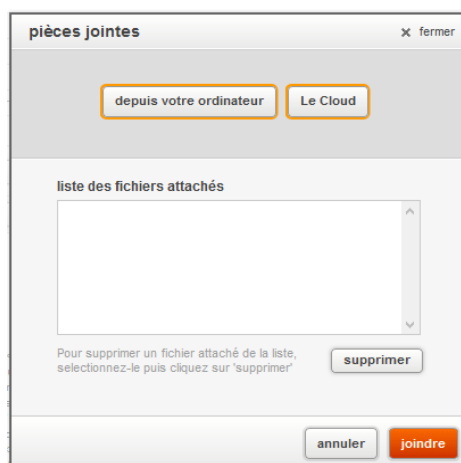 pièces jointes
× fermer
depuis votre ordinateur
Le Cloud
liste des fichiers attachés
Pour supprimer un fichier attaché de la liste,
selectionnez-le puis cliquez sur 'supprimer'
supprimer
annuler
joindre